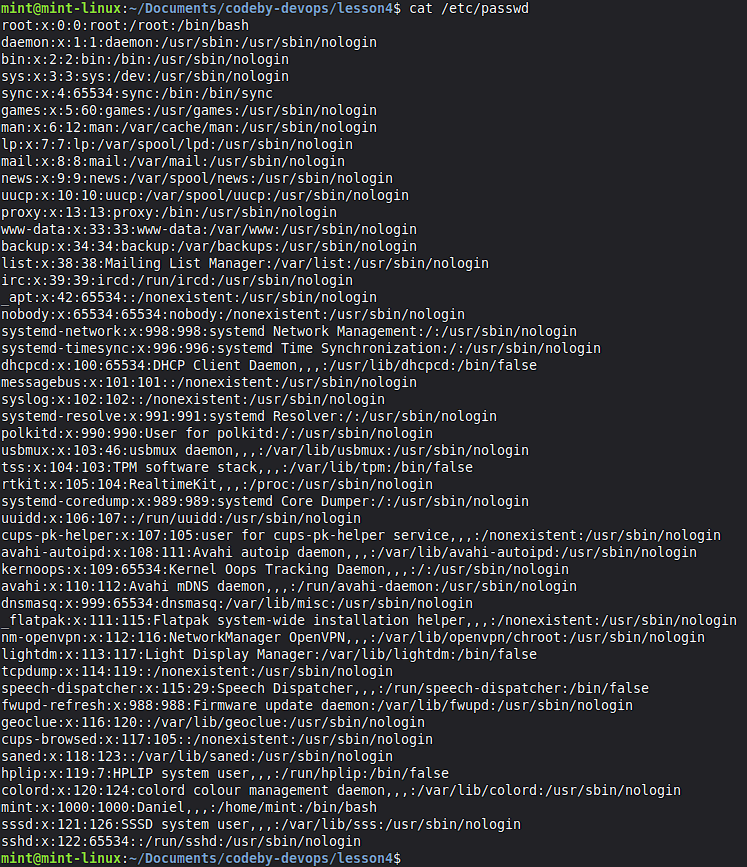 mint@mint-linux:~/Documents/codeby-devops/lesson4$ cat /etc/passwd
root:x:0:0:root:/root:/bin/bash
daemon:x:1:1:daemon:/usr/sbin:/usr/sbin/nologin
bin:x:2:2:bin:/bin:/usr/sbin/nologin
sys:x:3:3:sys:/dev:/usr/sbin/nologin
sync:x:4:65534:sync:/bin:/bin/sync
games:x:5:60:games:/usr/games:/usr/sbin/nologin
man:x:6:12:man:/var/cache/man:/usr/sbin/nologin
lp:x:7:7:lp:/var/spool/lpd:/usr/sbin/nologin
mail:x:8:8:mail:/var/mail:/usr/sbin/nologin
news:x:9:9:news:/var/spool/news:/usr/sbin/nologin
uucp:x:10:10:uucp:/var/spool/uucp:/usr/sbin/nologin
proxy:x:13:13:proxy:/bin:/usr/sbin/nologin
www-data:x:33:33:www-data:/var/www:/usr/sbin/nologin
backup:x:34:34:backup:/var/backups:/usr/sbin/nologin
list:x:38:38:Mailing List Manager:/var/list:/usr/sbin/nologin
irc:x:39:39:ircd:/run/ircd:/usr/sbin/nologin
_apt:x:42:65534::/nonexistent:/usr/sbin/nologin
nobody:x:65534:65534:nobody:/nonexistent:/usr/sbin/nologin
systemd-network:x:998:998:systemd Network Management:/:/usr/sbin/nologin
systemd-timesync:x:996:996:systemd Time Synchronization:/:/usr/sbin/nologin
dhcpcd:x:100:65534:DHCP Client Daemon,,,:/usr/lib/dhcpcd:/bin/false
messagebus:x:101:101::/nonexistent:/usr/sbin/nologin
syslog:x:102:102::/nonexistent:/usr/sbin/nologin
systemd-resolve:x:991:991:systemd Resolver:/:/usr/sbin/nologin
polkitd:x:990:990:User for polkitd:/:/usr/sbin/nologin
usbmux:x:103:46:usbmux daemon,,,:/var/lib/usbmux:/usr/sbin/nologin
tss:x:104:103:TPM software stack,,,:/var/lib/tpm:/bin/false
rtkit:x:105:104:RealtimeKit,,,:/proc:/usr/sbin/nologin
systemd-coredump:x:989:989:systemd Core Dumper:/:/usr/sbin/nologin
uuidd:x:106:107::/run/uuidd:/usr/sbin/nologin
cups-pk-helper:x:107:105:user for cups-pk-helper service,,,:/nonexistent:/usr/sbin/nologin
avahi-autoipd:x:108:111:Avahi autoip daemon,,,:/var/lib/avahi-autoipd:/usr/sbin/nologin
kernoops:x:109:65534:Kernel Oops Tracking Daemon,,,:/:/usr/sbin/nologin
avahi:x:110:112:Avahi mDNS daemon,,,:/run/avahi-daemon:/usr/sbin/nologin
dnsmasq:x:999:65534:dnsmasq:/var/lib/misc:/usr/sbin/nologin
_flatpak:x:111:115:Flatpak system-wide installation helper,,,:/nonexistent:/usr/sbin/nologin
nm-openvpn:x:112:116:NetworkManager OpenVPN,,,:/var/lib/openvpn/chroot:/usr/sbin/nologin
lightdm:x:113:117:Light Display Manager:/var/lib/lightdm:/bin/false
tcpdump:x:114:119::/nonexistent:/usr/sbin/nologin
speech-dispatcher:x:115:29:Speech Dispatcher,,,:/run/speech-dispatcher:/bin/false
fwupd-refresh:x:988:988:Firmware update daemon:/var/lib/fwupd:/usr/sbin/nologin
geoclue:x:116:120::/var/lib/geoclue:/usr/sbin/nologin
cups-browsed:x:117:105::/nonexistent:/usr/sbin/nologin
saned:x:118:123::/var/lib/saned:/usr/sbin/nologin
hplip:x:119:7:HPLIP system user,,,:/run/hplip:/bin/false
colord:x:120:124:colord colour management daemon,,,:/var/lib/colord:/usr/sbin/nologin
mint:x:1000:1000:Daniel,,,:/home/mint:/bin/bash
sssd:x:121:126:SSSD system user,,,:/var/lib/sss:/usr/sbin/nologin
sshd:x:122:65534::/run/sshd:/usr/sbin/nologin
mint@mint-linux:~/Documents/codeby-devops/lesson4$